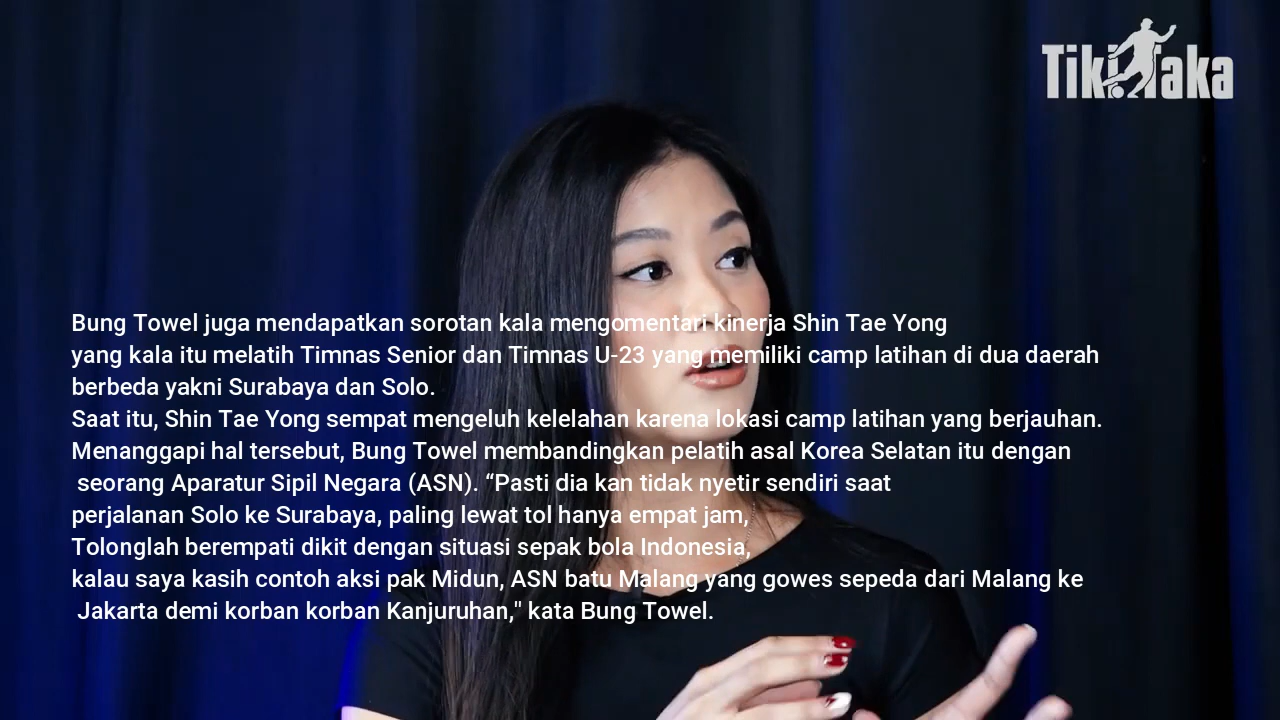 Tiki Taka
Bung Towel juga mendapatkan sorotan kala mengomentari kinerja Shin Tae Yong
yang kala itu melatih Timnas Senior dan Timnas U-23 yang memiliki camp latihan di dua daerah
berbeda yakni Surabaya dan Solo.
Saat itu, Shin Tae Yong sempat mengeluh kelelahan karena lokasi camp latihan yang berjauhan.
Menanggapi hal tersebut, Bung Towel membandingkan pelatih asal Korea Selatan itu dengan
seorang Aparatur Sipil Negara (ASN). “Pasti dia kan tidak nyetir sendiri saat
perjalanan Solo ke Surabaya, paling lewat tol hanya empat jam,
Tolonglah berempati dikit dengan situasi sepak bola Indonesia,
kalau saya kasih contoh aksi pak Midun, ASN batu Malang yang gowes sepeda dari Malang ke
Jakarta demi korban korban Kanjuruhan," kata Bung Towel.